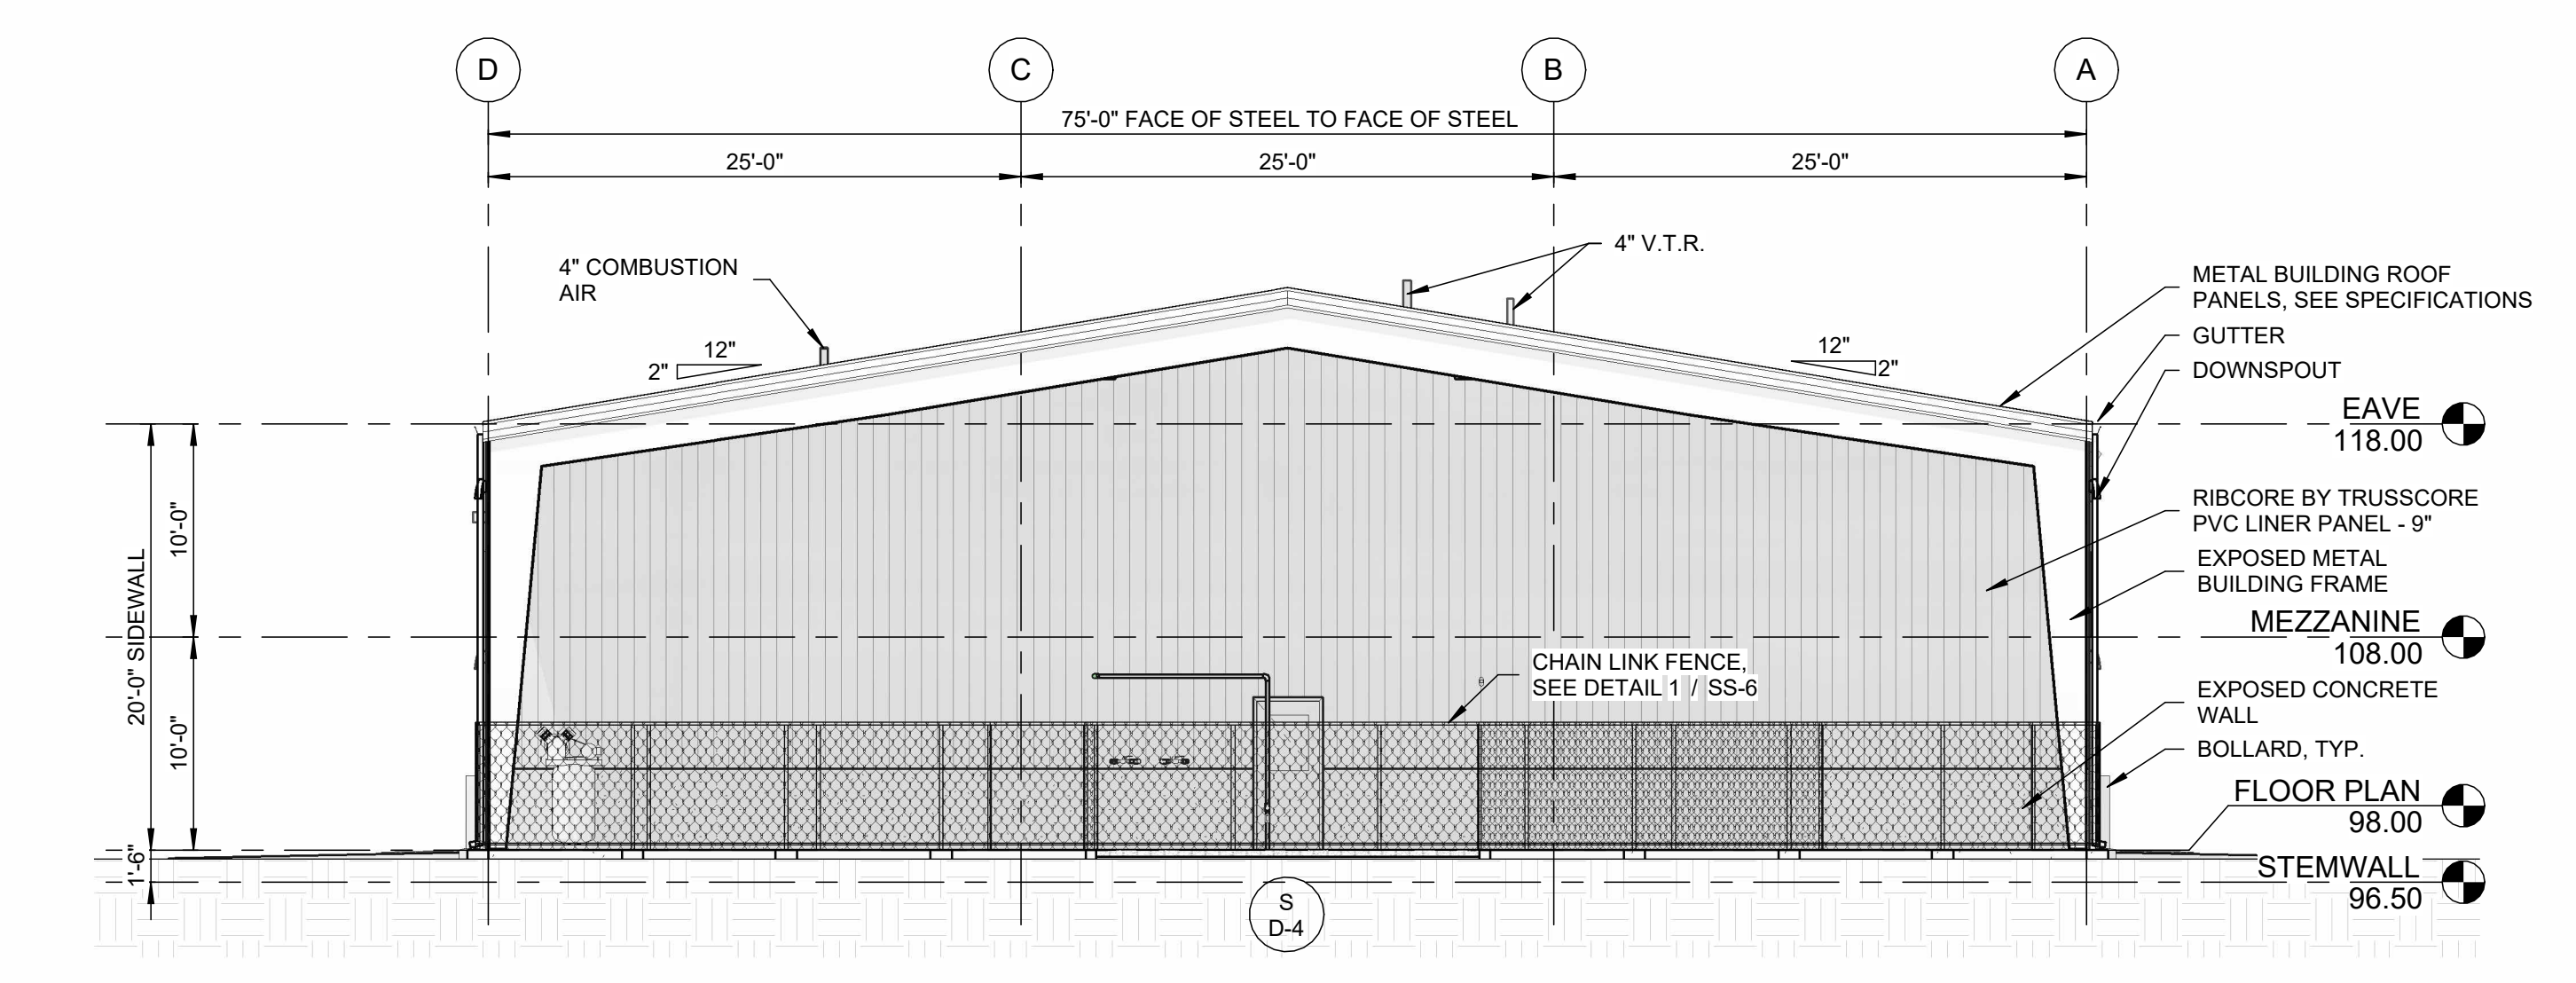 D
C
B
A
75'-0" FACE OF STEEL TO FACE OF STEEL
25'-0"
25'-0"
25'-0"
4" V.T.R.
4" COMBUSTION
AIR
METAL BUILDING ROOF
PANELS, SEE SPECIFICATIONS
GUTTER
DOWNSPOUT
12"
2"
12"
2"
EAVE
118.00
RIBCORE BY TRUSSCORE
PVC LINER PANEL - 9"
EXPOSED METAL
BUILDING FRAME
MEZZANINE
108.00
20'-0" SIDEWALL
10'-0"
10'-0"
1'-6"
CHAIN LINK FENCE,
SEE DETAIL 1 / SS-6
EXPOSED CONCRETE
WALL
BOLLARD, TYP.
FLOOR PLAN
98.00
STEMWALL
96.50
S
D-4